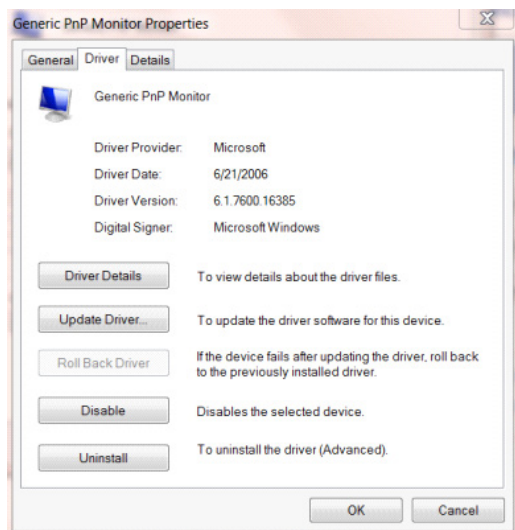 Generic PnP Monitor Properties
General Driver Details
Generic PnP Monitor
Driver Provider: Microsoft
Driver Date: 6/21/2006
Driver Version: 6.1.7600.16385
Digital Signer: Microsoft Windows
Driver Details To view details about the driver files.
Update Driver... To update the driver software for this device.
Roll Back Driver If the device fails after updating the driver, roll back
to the previously installed driver.
Disable Disables the selected device.
Uninstall To uninstall the driver (Advanced).
OK Cancel